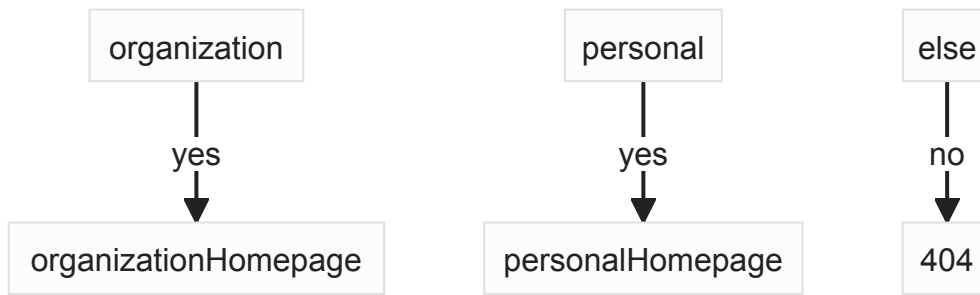 organization personal else
yes yes no
organizationHomepage personalHomepage 404